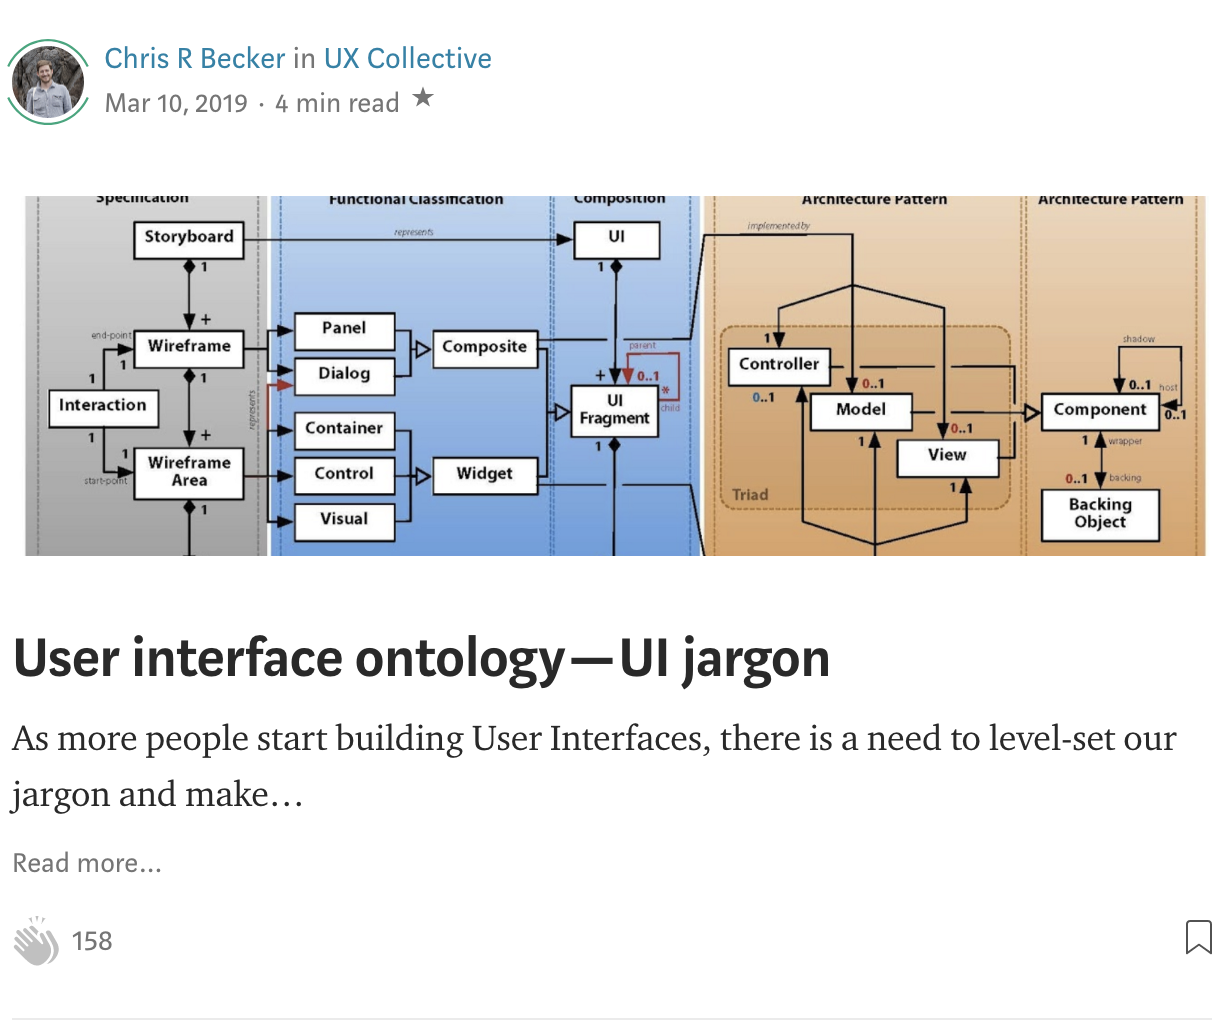 Chris R Becker in UX Collective
Mar 10, 2019 · 4 min read ★
Specification
Functional Classification
Composition
Architecture Pattern
Architecture Pattern
Storyboard
represents
UI
implemented by
1
1
+
end-point
Wireframe
Panel
Composite
parent
1
Controller
shadow
1
1
1
Dialog
+
0..1
*
child
0..1
0..1
host
0..1
Interaction
represents
UI
Fragment
0..1
Model
Component
1
+
Container
1
1
0..1
1
wrapper
1
Wireframe
Area
start-point
Control
Widget
View
0..1
backing
Triad
1
1
Visual
Backing
Object
User interface ontology — UI jargon
As more people start building User Interfaces, there is a need to level-set our
jargon and make…
Read more…
158